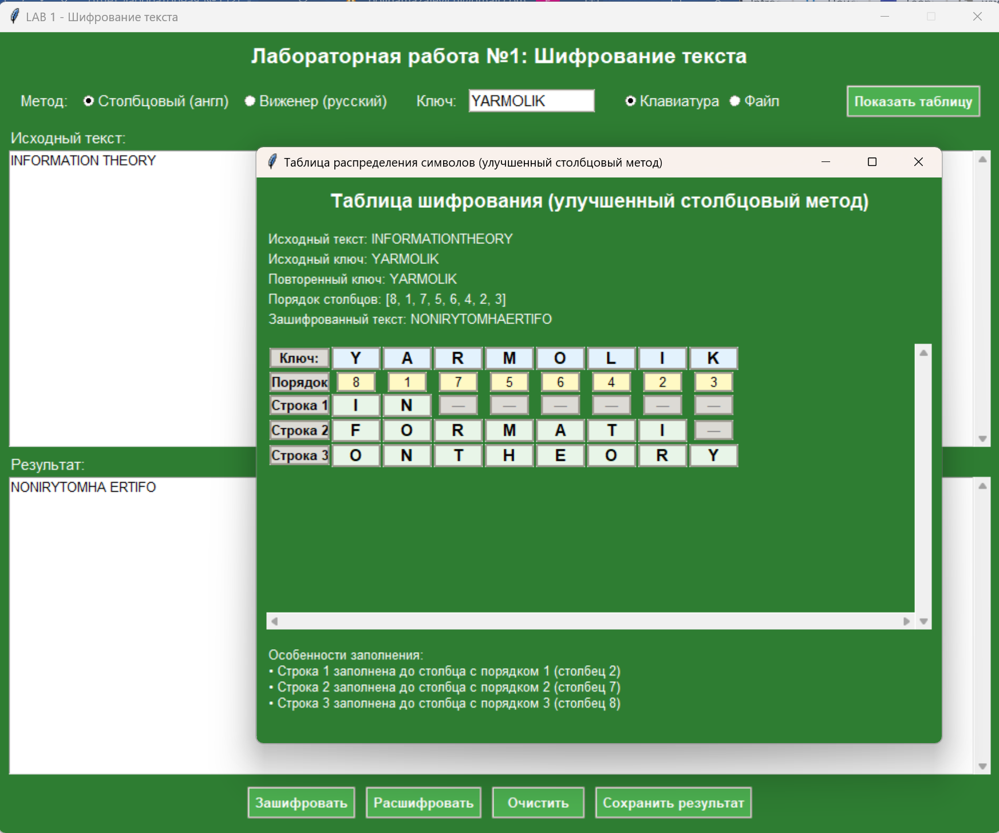 LAB 1 - Шифрование текста
Лабораторная работа №1: Шифрование текста
Метод: Столбцовый (англ) Виженер (русский) Ключ: YARMOLIK Клавиатура Файл Показать таблицу
Исходный текст:
INFORMATION THEORY
Таблица распределения символов (улучшенный столбцовый метод)
Таблица шифрования (улучшенный столбцовый метод)
Исходный текст: INFORMATIONTHEORY
Исходный ключ: YARMOLIK
Повторенный ключ: YARMOLIK
Порядок столбцов: [8, 1, 7, 5, 6, 4, 2, 3]
Зашифрованный текст: NONIRYTOMHAERTIFO
Ключ: Y A R M O L I K
Порядок 8 1 7 5 6 4 2 3
Строка 1 I N — — — — — —
Строка 2 F O R M A T I —
Строка 3 O N T H E O R Y
Особенности заполнения:
• Строка 1 заполнена до столбца с порядком 1 (столбец 2)
• Строка 2 заполнена до столбца с порядком 2 (столбец 7)
• Строка 3 заполнена до столбца с порядком 3 (столбец 8)
Результат:
NONIRYTOMHA ERTIFO
Зашифровать Расшифровать Очистить Сохранить результат